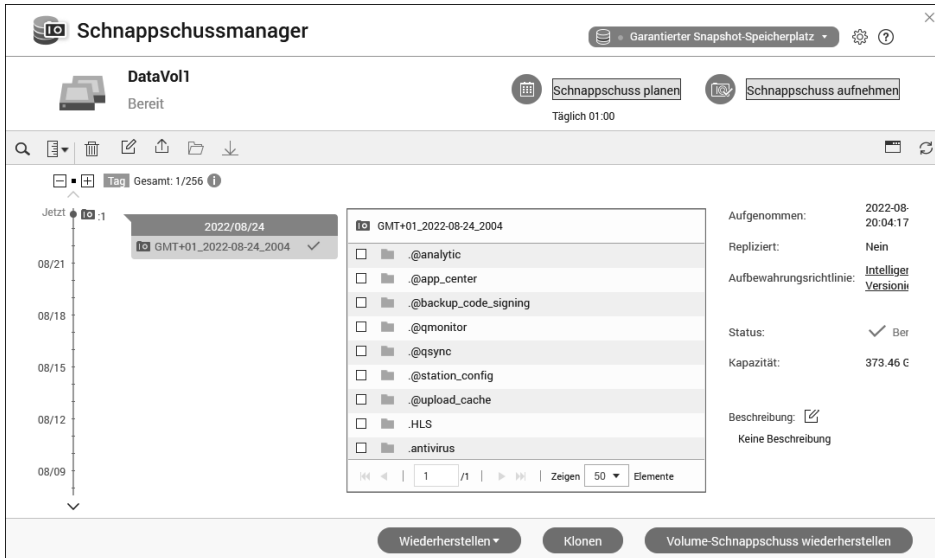 Schnappschussmanager
Garantierter Snapshot-Speicherplatz
DataVol1
Bereit
Schnappschuss planen
Täglich 01:00
Schnappschuss aufnehmen
Tag Gesamt: 1/256
Jetzt
:1
2022/08/24
GMT+01_2022-08-24_2004
08/21
08/18
08/15
08/12
08/09
GMT+01_2022-08-24_2004
.@analytic
.@app_center
.@backup_code_signing
.@qmonitor
.@qsync
.@station_config
.@upload_cache
.HLS
.antivirus
1 /1 Zeigen 50 Elemente
Aufgenommen: 2022-08-
20:04:17
Repliziert: Nein
Aufbewahrungsrichtlinie: Intelliger
Versionie
Status: Ber
Kapazität: 373.46 G
Beschreibung:
Keine Beschreibung
Wiederherstellen
Klonen
Volume-Schnappschuss wiederherstellen